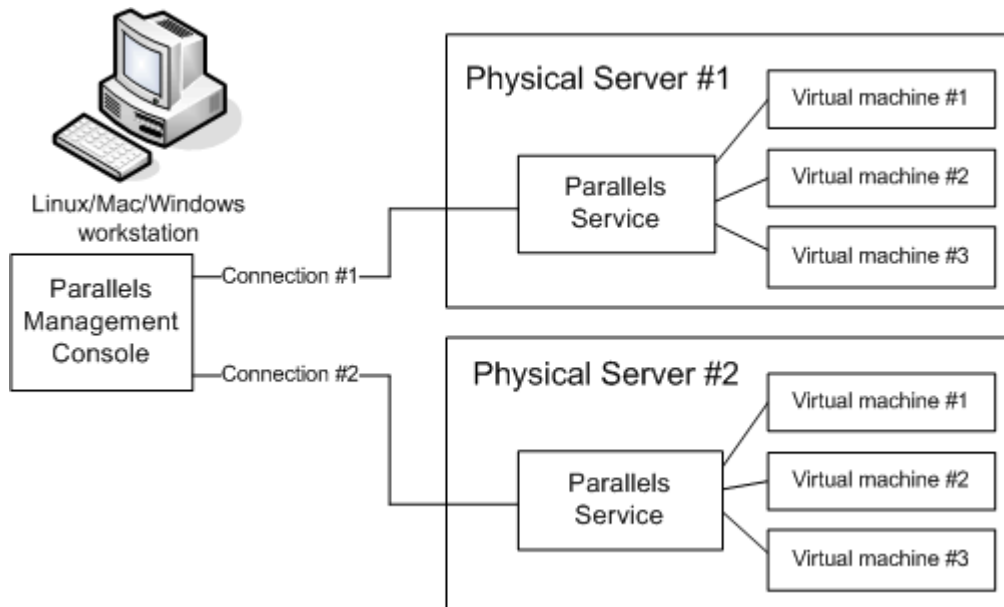 Linux/Mac/Windows
workstation
Parallels
Management
Console
Connection #1
Connection #2
Physical Server #1
Parallels
Service
Virtual machine #1
Virtual machine #2
Virtual machine #3
Physical Server #2
Parallels
Service
Virtual machine #1
Virtual machine #2
Virtual machine #3